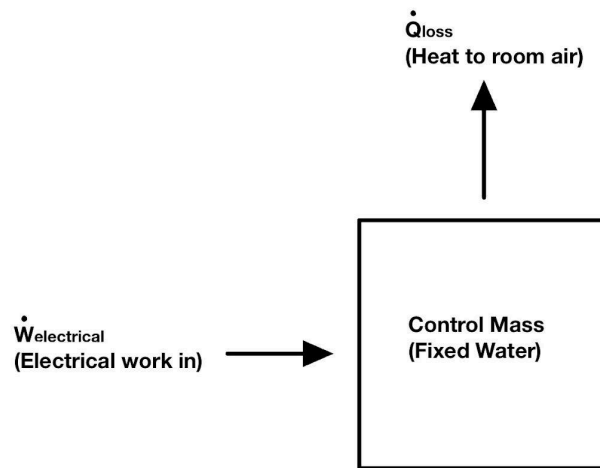 Q̇loss
(Heat to room air)
Ẇelectrical
(Electrical work in)
Control Mass
(Fixed Water)